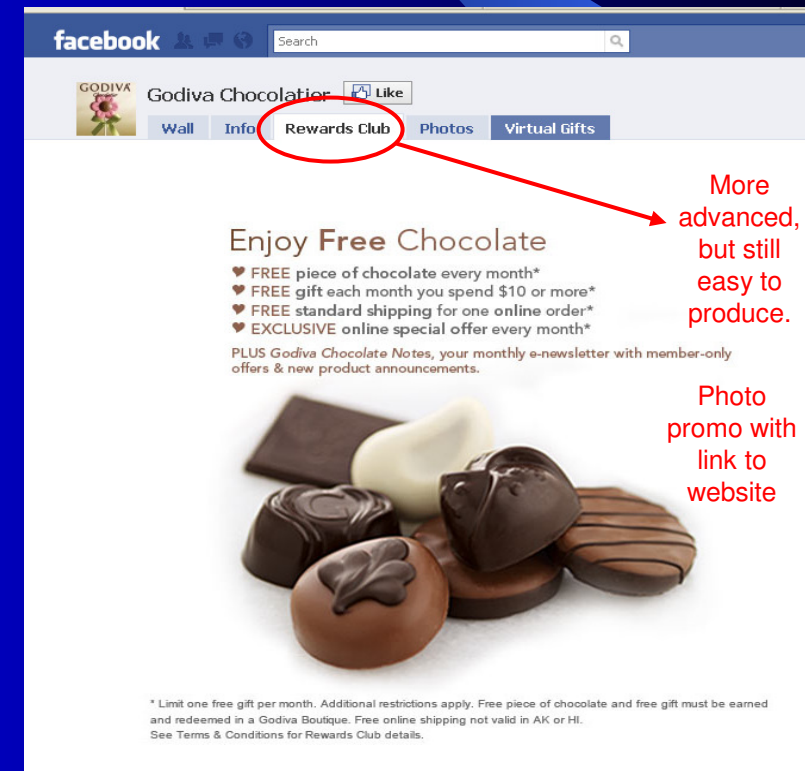 facebook
Search
GODIVA
Godiva Chocolatier
Like
Wall Info Rewards Club Photos Virtual Gifts
More
advanced,
but still
easy to
produce.
Enjoy Free Chocolate
FREE piece of chocolate every month*
FREE gift each month you spend $10 or more*
FREE standard shipping for one online order*
EXCLUSIVE online special offer every month*
PLUS Godiva Chocolate Notes, your monthly e-newsletter with member-only
offers & new product announcements.
Photo
promo with
link to
website
* Limit one free gift per month. Additional restrictions apply. Free piece of chocolate and free gift must be earned
and redeemed in a Godiva Boutique. Free online shipping not valid in AK or HI.
See Terms & Conditions for Rewards Club details.